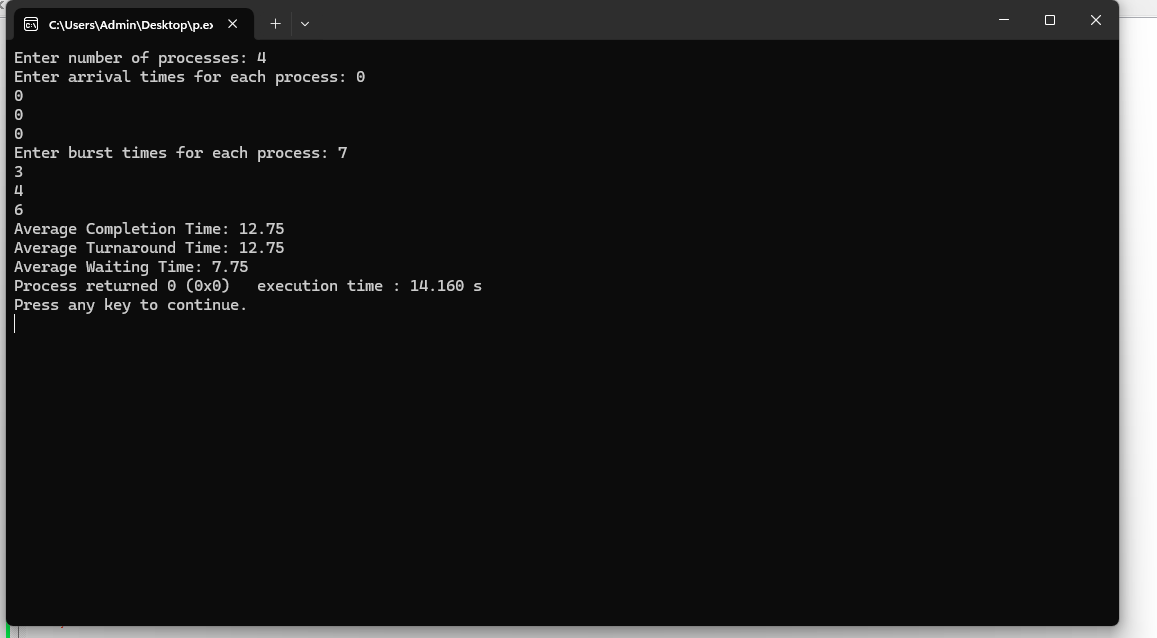 C:\Users\Admin\Desktop\p.ex
Enter number of processes: 4
Enter arrival times for each process: 0
0
0
0
Enter burst times for each process: 7
3
4
6
Average Completion Time: 12.75
Average Turnaround Time: 12.75
Average Waiting Time: 7.75
Process returned 0 (0x0)   execution time : 14.160 s
Press any key to continue.